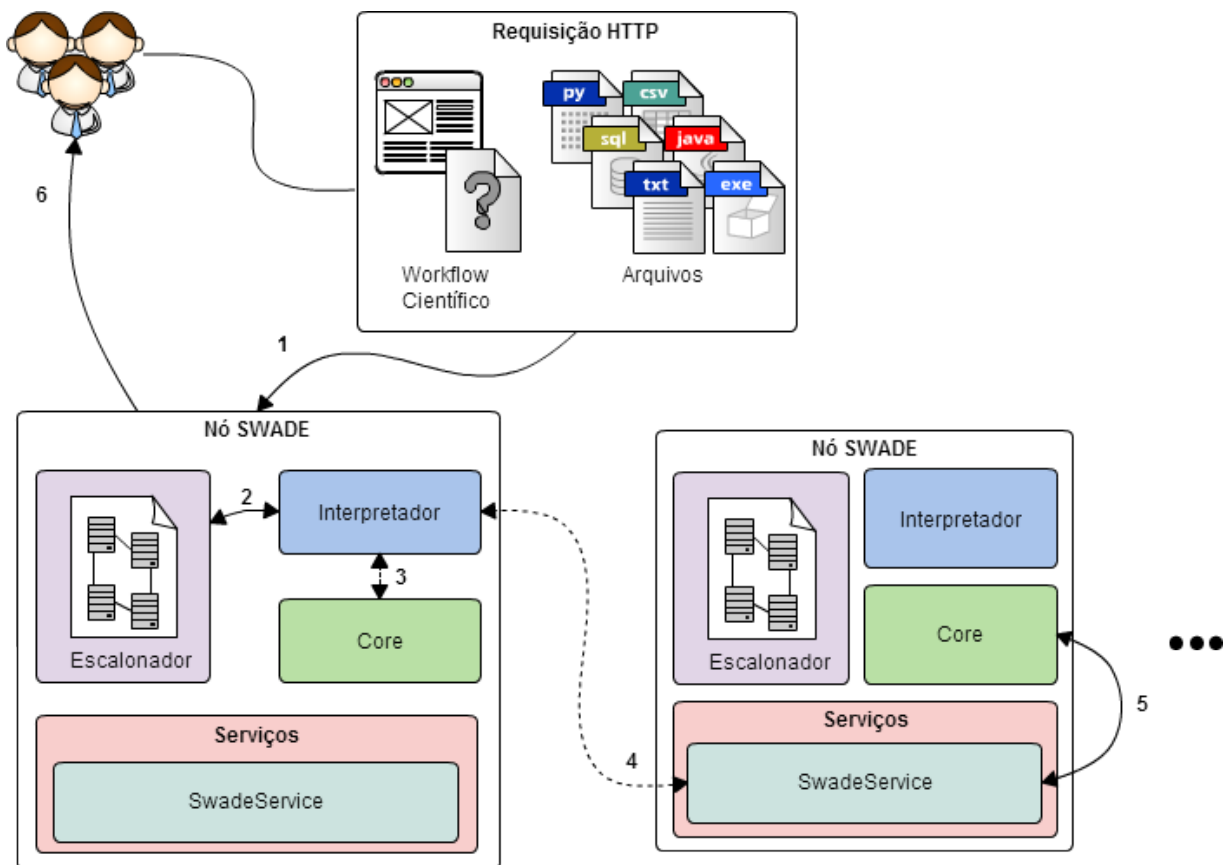 Requisição HTTP
py
csv
sql
java
txt
exe
Workflow
Científico
Arquivos
6
1
Nó SWADE
2
Interpretador
3
Core
Escalonador
Serviços
SwadeService
4
Nó SWADE
Interpretador
Core
Escalonador
5
Serviços
SwadeService